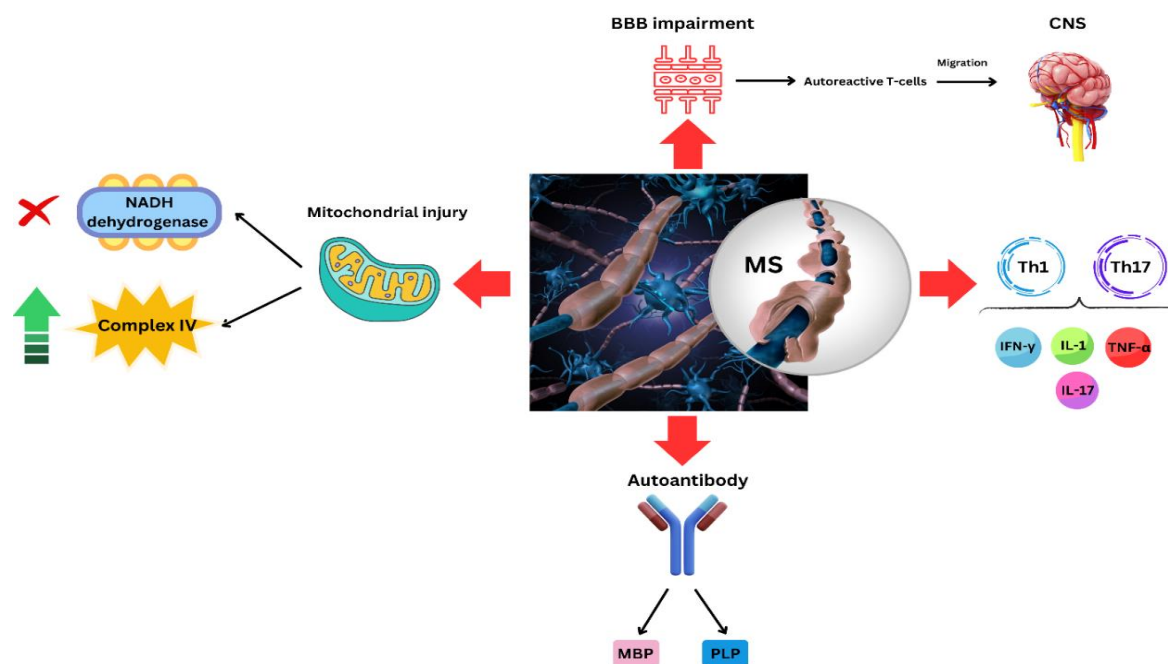 BBB impairment
CNS
Migration
Autoreactive T-cells
NADH
dehydrogenase
Mitochondrial injury
Complex IV
MS
Th1
Th17
IFN-γ
IL-1
TNF-α
IL-17
Autoantibody
MBP
PLP